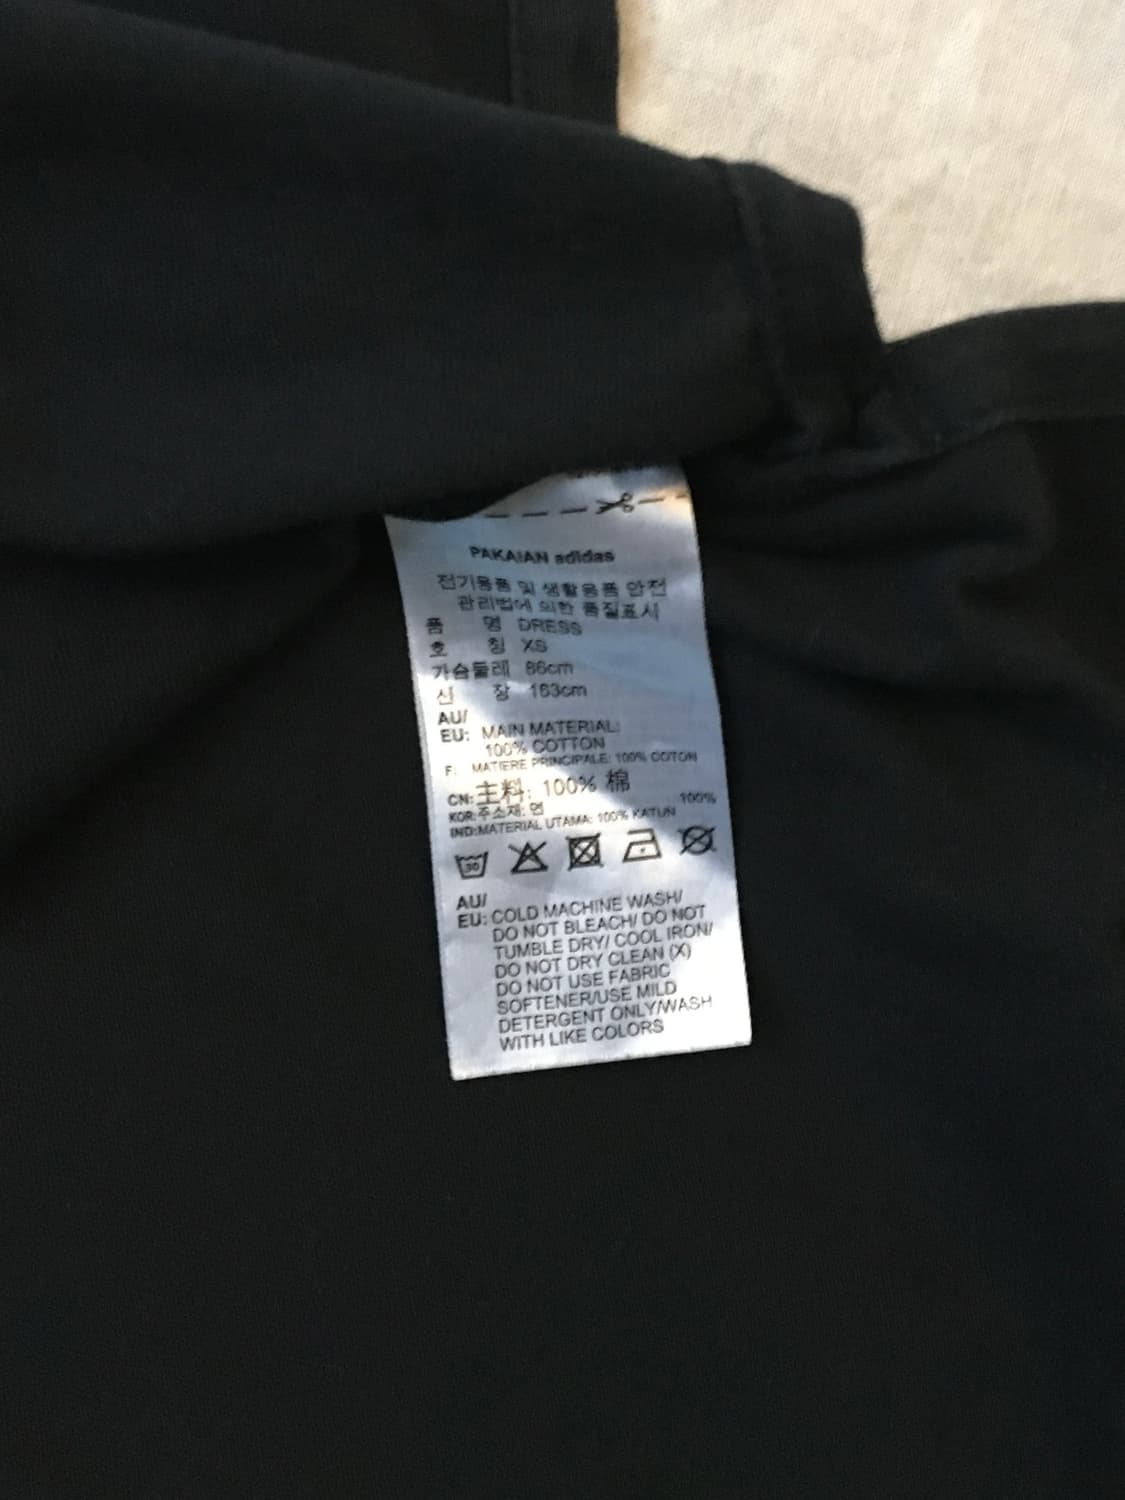 PAKAIAN adidas
전기용품 및 생활용품 안전
관리법에 의한 품질표시
품 명 DRESS
호 칭 XS
가슴둘레 86cm
신 장 163cm
AU/
EU: MAIN MATERIAL:
100% COTTON
F: MATIERE PRINCIPALE: 100% COTON
CN: 主料: 100% 棉
KOR: 주소재: 면 100%
IND: MATERIAL UTAMA: 100% KATUN
30
AU/
EU: COLD MACHINE WASH/
DO NOT BLEACH/ DO NOT
TUMBLE DRY/ COOL IRON/
DO NOT DRY CLEAN (X)
DO NOT USE FABRIC
SOFTENER/USE MILD
DETERGENT ONLY/WASH
WITH LIKE COLORS